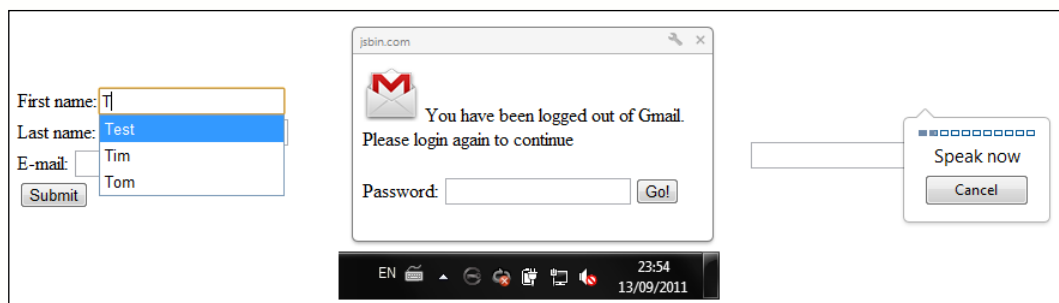 First name: T
Last name:
Test
E-mail:
Tim
Tom
Submit
jsbin.com
You have been logged out of Gmail.
Please login again to continue
Password:
Go!
EN
23:54
13/09/2011
Speak now
Cancel